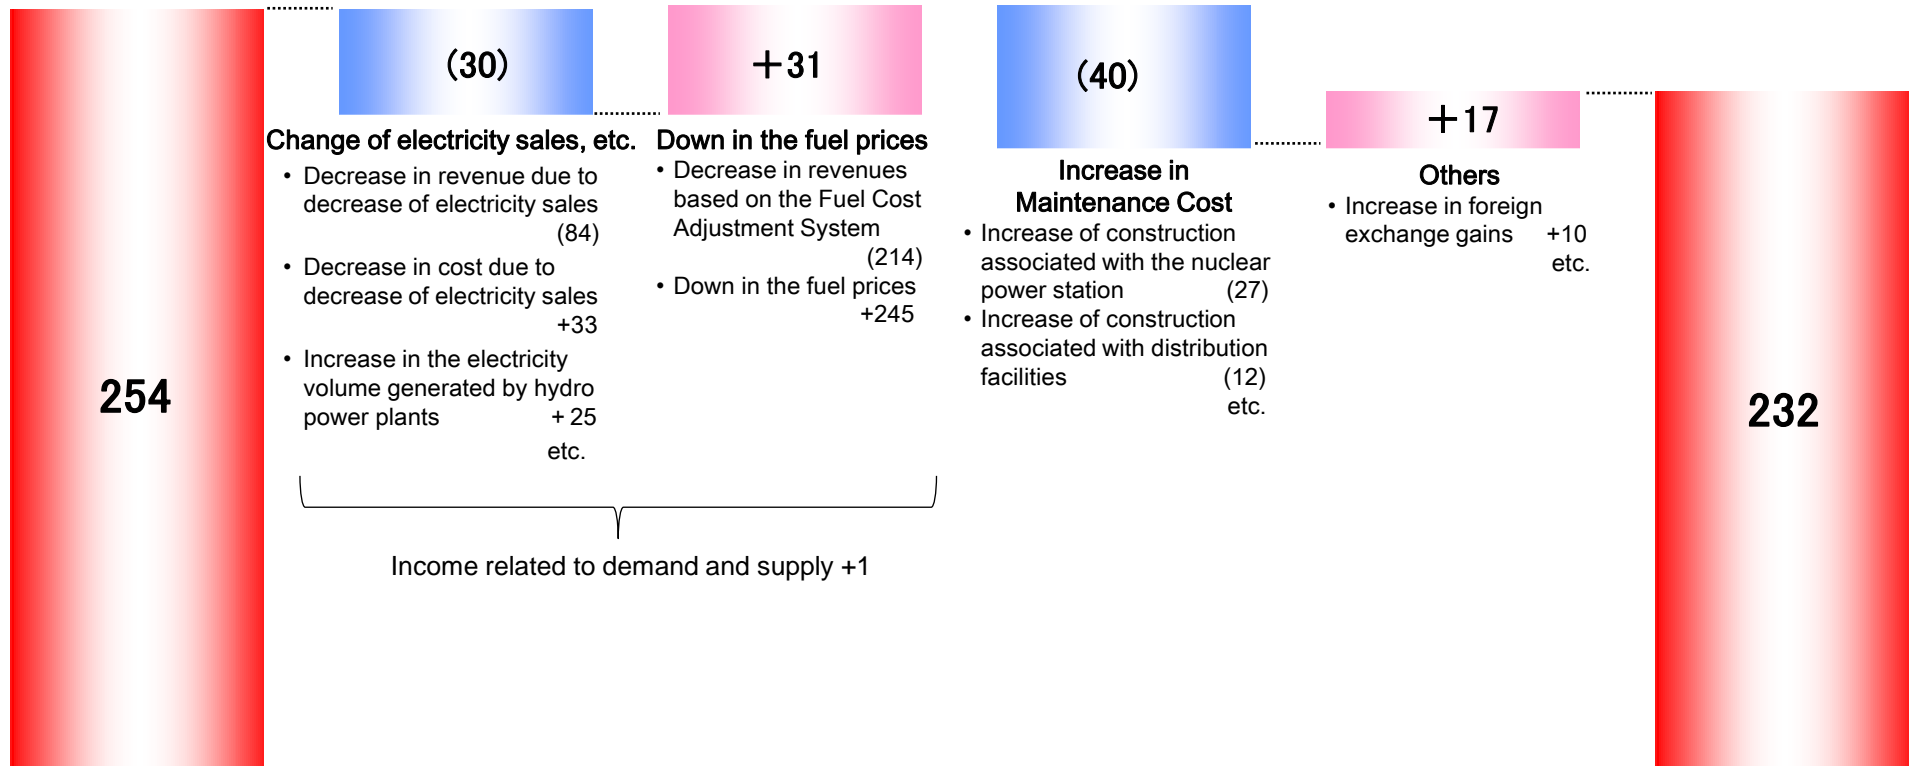 254
(30)
Change of electricity sales, etc.
• Decrease in revenue due to
decrease of electricity sales
(84)
• Decrease in cost due to
decrease of electricity sales
+33
• Increase in the electricity
volume generated by hydro
power plants + 25
etc.
+31
Down in the fuel prices
• Decrease in revenues
based on the Fuel Cost
Adjustment System
(214)
• Down in the fuel prices
+245
Income related to demand and supply +1
(40)
Increase in
Maintenance Cost
• Increase of construction
associated with the nuclear
power station (27)
• Increase of construction
associated with distribution
facilities (12)
etc.
+17
Others
• Increase in foreign
exchange gains +10
etc.
232